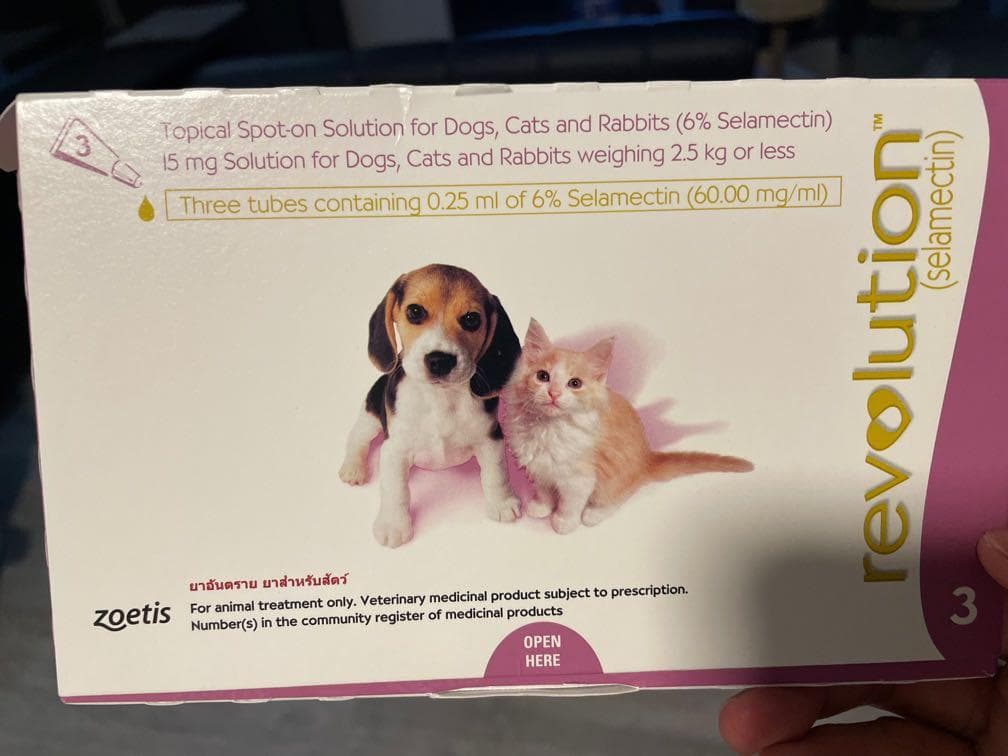 3
Topical Spot-on Solution for Dogs, Cats and Rabbits (6% Selamectin)
15 mg Solution for Dogs, Cats and Rabbits weighing 2.5 kg or less
Three tubes containing 0.25 ml of 6% Selamectin (60.00 mg/ml)
revolution™
(selamectin)
ยาอันตราย ยาสำหรับสัตว์
zoetis
For animal treatment only. Veterinary medicinal product subject to prescription.
Number(s) in the community register of medicinal products
OPEN
HERE
3